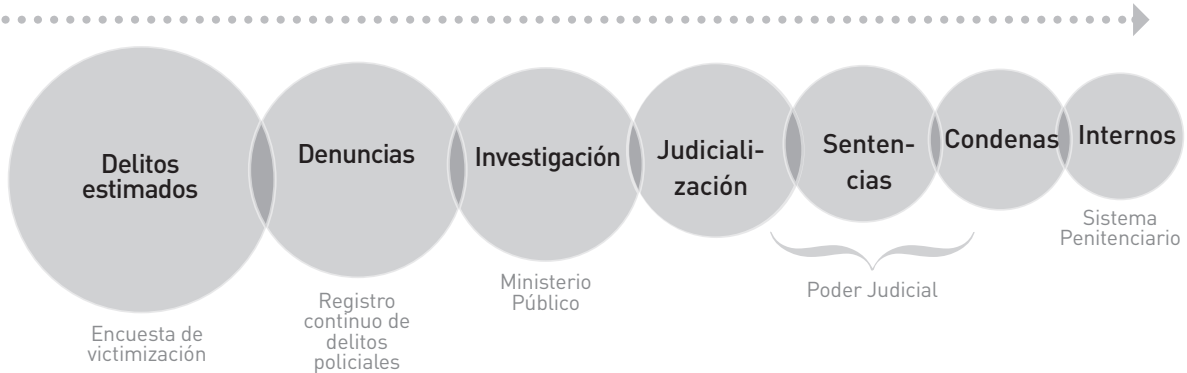 Delitos
estimados
Encuesta de
victimización
Denuncias
Registro
continuo de
delitos
policiales
Investigación
Ministerio
Público
Judiciali-
zación
Senten-
cias
Condenas
Poder Judicial
Internos
Sistema
Penitenciario